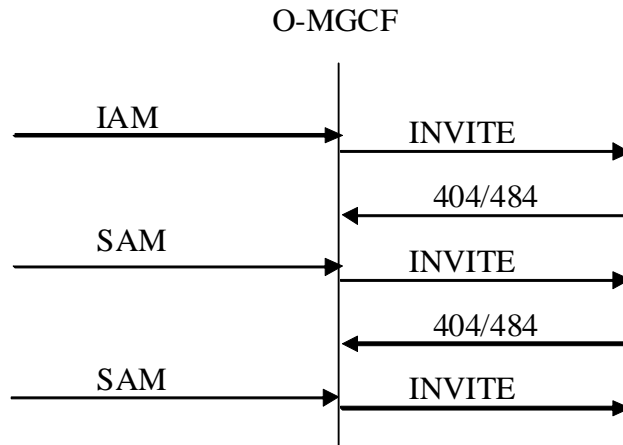 O-MGCF
IAM
INVITE
404/484
SAM
INVITE
404/484
SAM
INVITE